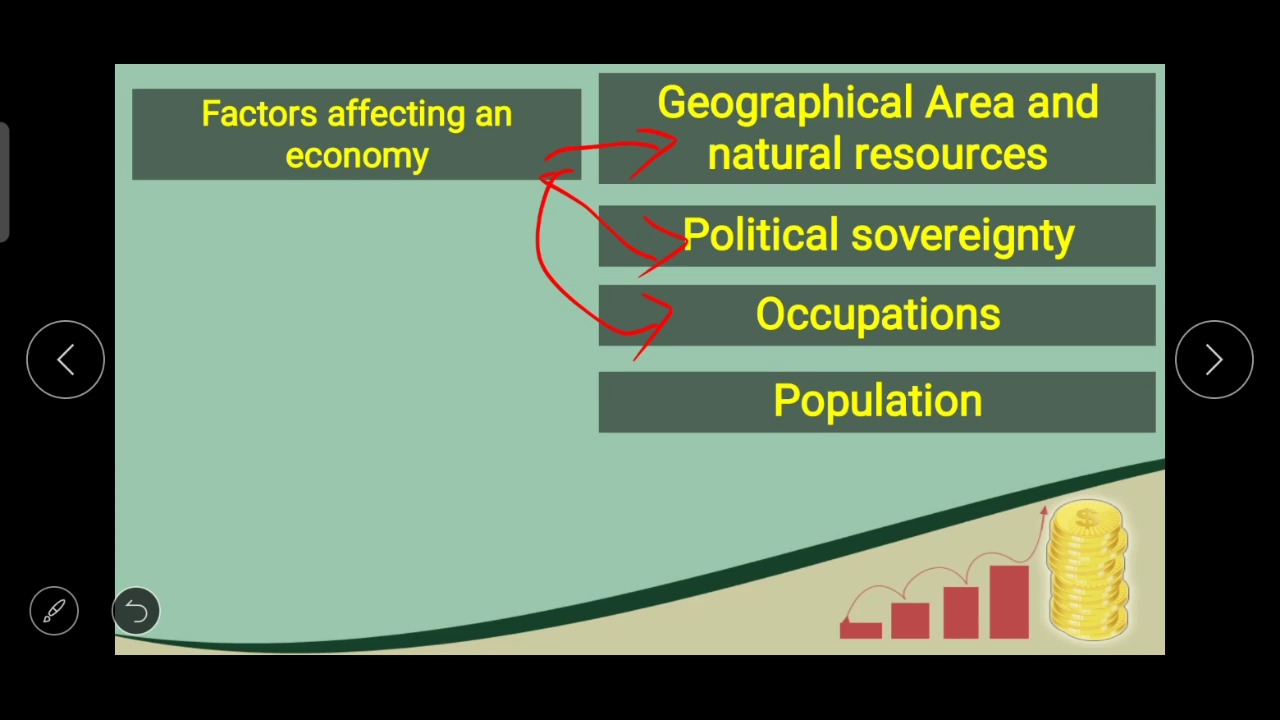 Factors affecting an
economy
Geographical Area and
natural resources
Political sovereignty
Occupations
Population
$